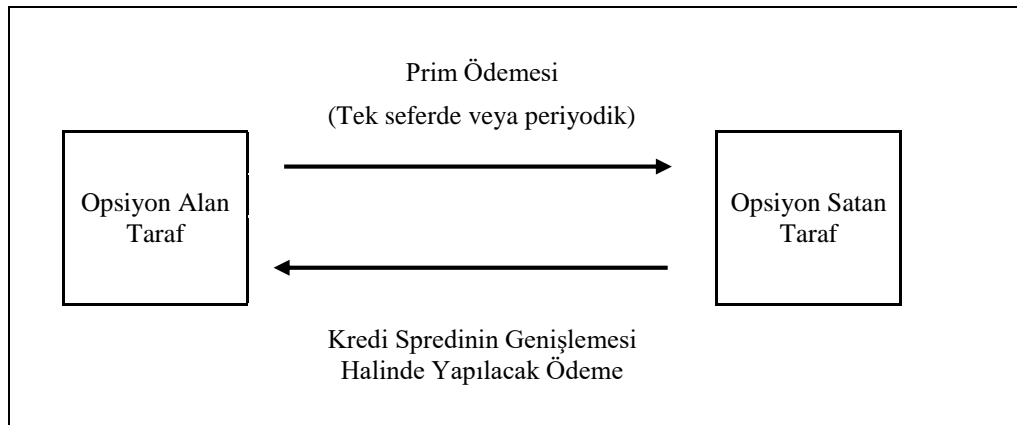 Prim Ödemesi
(Tek seferde veya periyodik)
Opsiyon Alan
Taraf
Opsiyon Satan
Taraf
Kredi Spredinin Genişlemesi
Halinde Yapılacak Ödeme